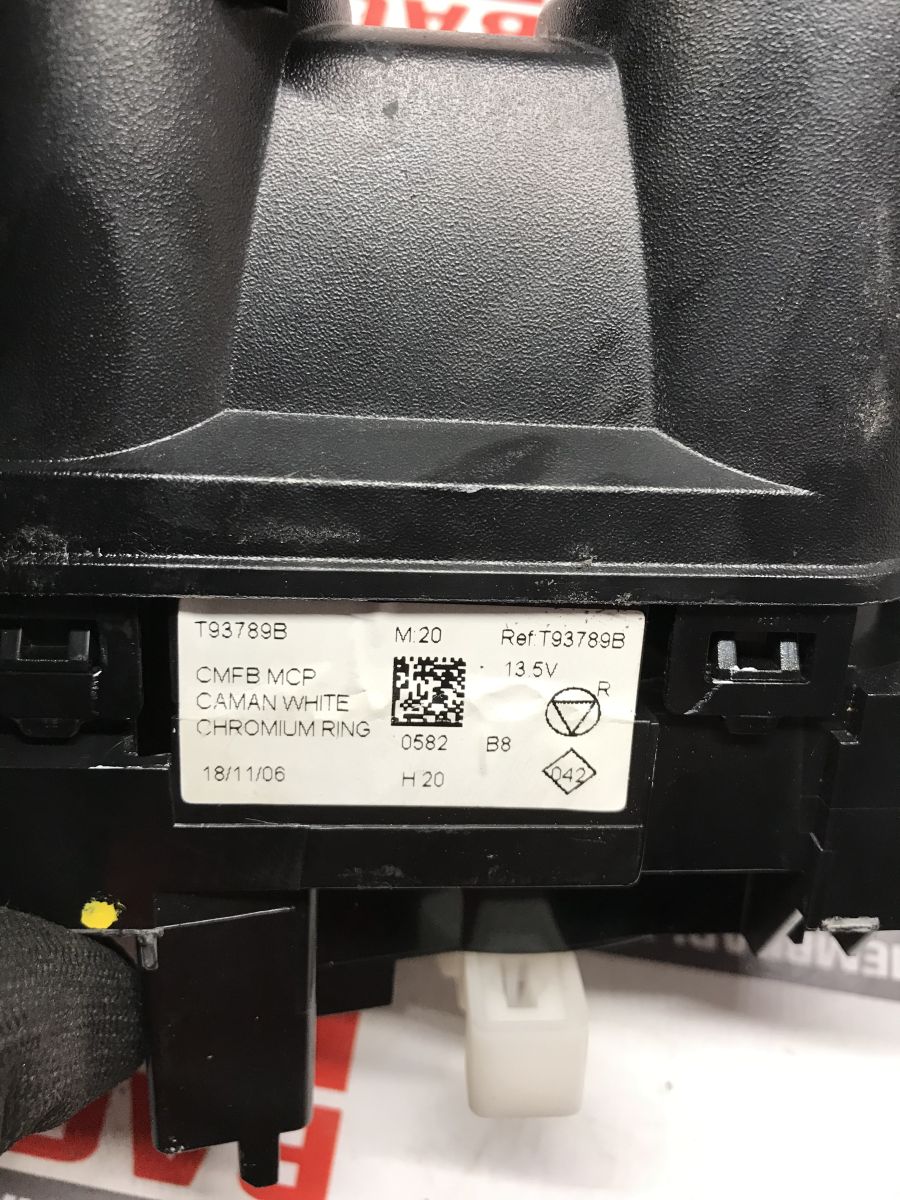 T93789B M:20 Ref:T93789B
CMFB MCP 13.5V
CAMAN WHITE R
CHROMIUM RING
0582 B8
18/11/06 H 20 042